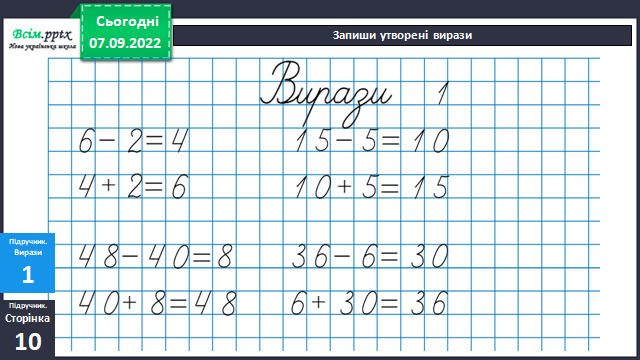 Всім.pptx
Нова українська школа
Сьогодні
07.09.2022
Запиши утворені вирази
Вирази 1
6 - 2 = 4
4 + 2 = 6
15 - 5 = 10
10 + 5 = 15
48 - 40 = 8
40 + 8 = 48
36 - 6 = 30
6 + 30 = 36
Підручник.
Вирази
1
Підручник.
Сторінка
10